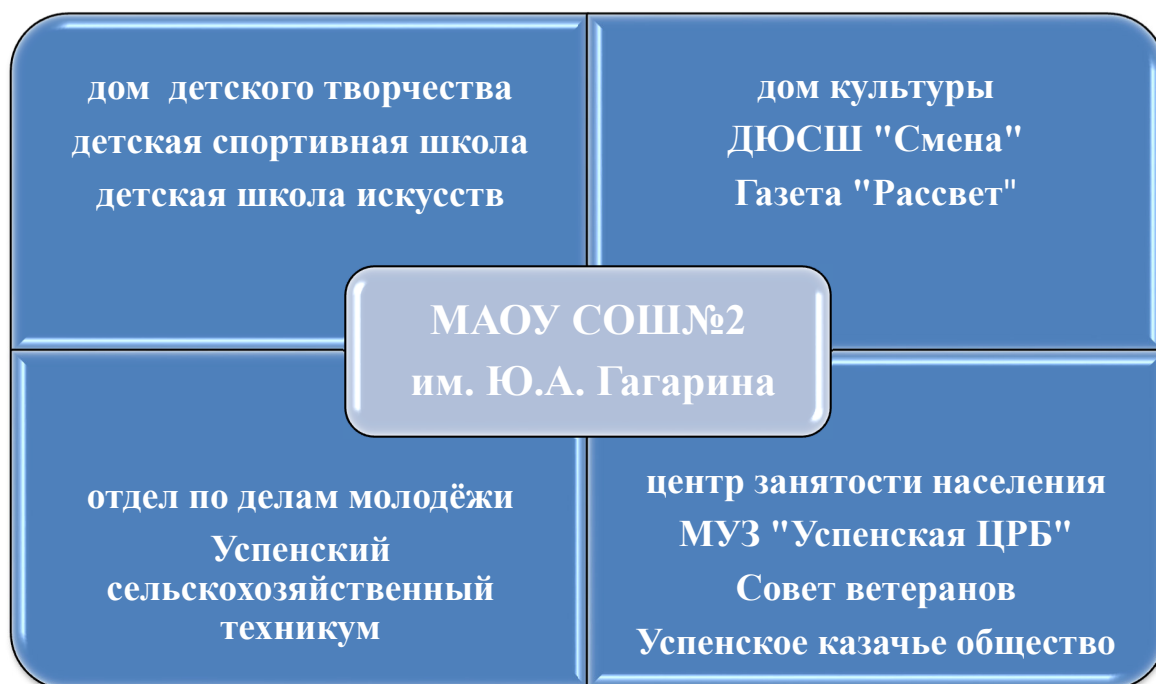 дом детского творчества
детская спортивная школа
детская школа искусств
дом культуры
ДЮСШ "Смена"
Газета "Рассвет"
МАОУ СОШ№2
им. Ю.А. Гагарина
отдел по делам молодёжи
Успенский
сельскохозяйственный
техникум
центр занятости населения
МУЗ "Успенская ЦРБ"
Совет ветеранов
Успенское казачье общество